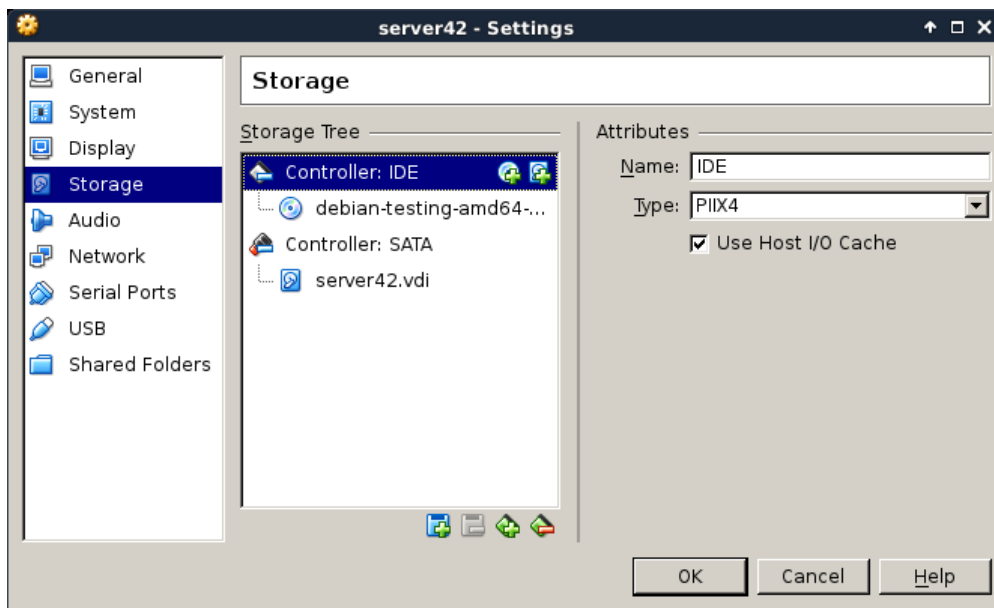 server42 - Settings
General
System
Display
Storage
Audio
Network
Serial Ports
USB
Shared Folders
Storage
Storage Tree
Controller: IDE
debian-testing-amd64-...
Controller: SATA
server42.vdi
Attributes
Name: IDE
Type: PIIX4
Use Host I/O Cache
OK Cancel Help